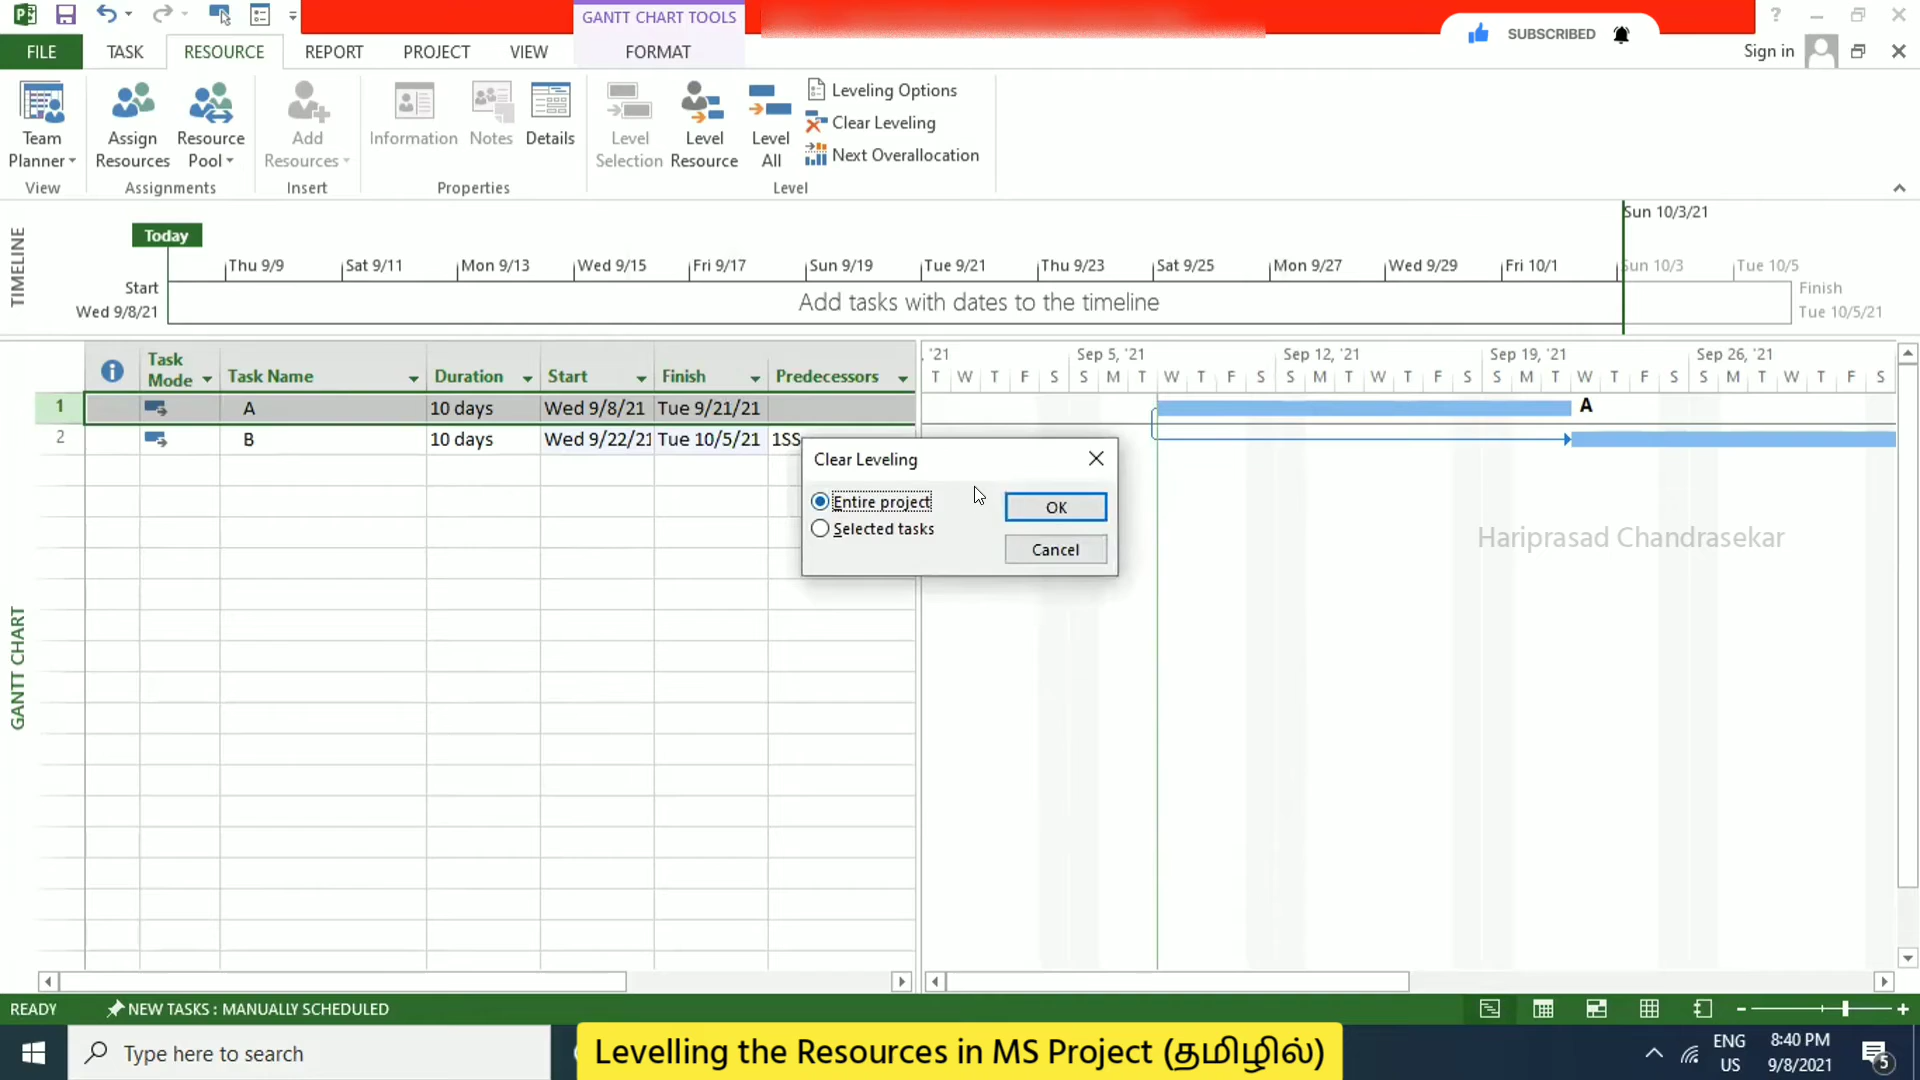 GANTT CHART TOOLS
SUBSCRIBED
FILE TASK RESOURCE REPORT PROJECT VIEW FORMAT
Sign in
Team Planner
Assign Resources
Resource Pool
Add Resources
Information
Notes
Details
Level Selection
Level Resource
Level All
Leveling Options
Clear Leveling
Next Overallocation
View
Assignments
Insert
Properties
Level
TIMELINE
Sun 10/3/21
Today
Thu 9/9 Sat 9/11 Mon 9/13 Wed 9/15 Fri 9/17 Sun 9/19 Tue 9/21 Thu 9/23 Sat 9/25 Mon 9/27 Wed 9/29 Fri 10/1 Sun 10/3 Tue 10/5
Start
Wed 9/8/21
Add tasks with dates to the timeline
Finish
Tue 10/5/21
GANTT CHART
Task Mode Task Name Duration Start Finish Predecessors
1 A 10 days Wed 9/8/21 Tue 9/21/21
2 B 10 days Wed 9/22/21 Tue 10/5/21 1SS
, '21 Sep 5, '21 Sep 12, '21 Sep 19, '21 Sep 26, '21
T W T F S S M T W T F S S M T W T F S S M T W T F S S M T W T F S
A
Clear Leveling
Entire project
Selected tasks
OK
Cancel
Hariprasad Chandrasekar
READY
NEW TASKS : MANUALLY SCHEDULED
Type here to search
Levelling the Resources in MS Project (தமிழில்)
ENG
US
8:40 PM
9/8/2021
5